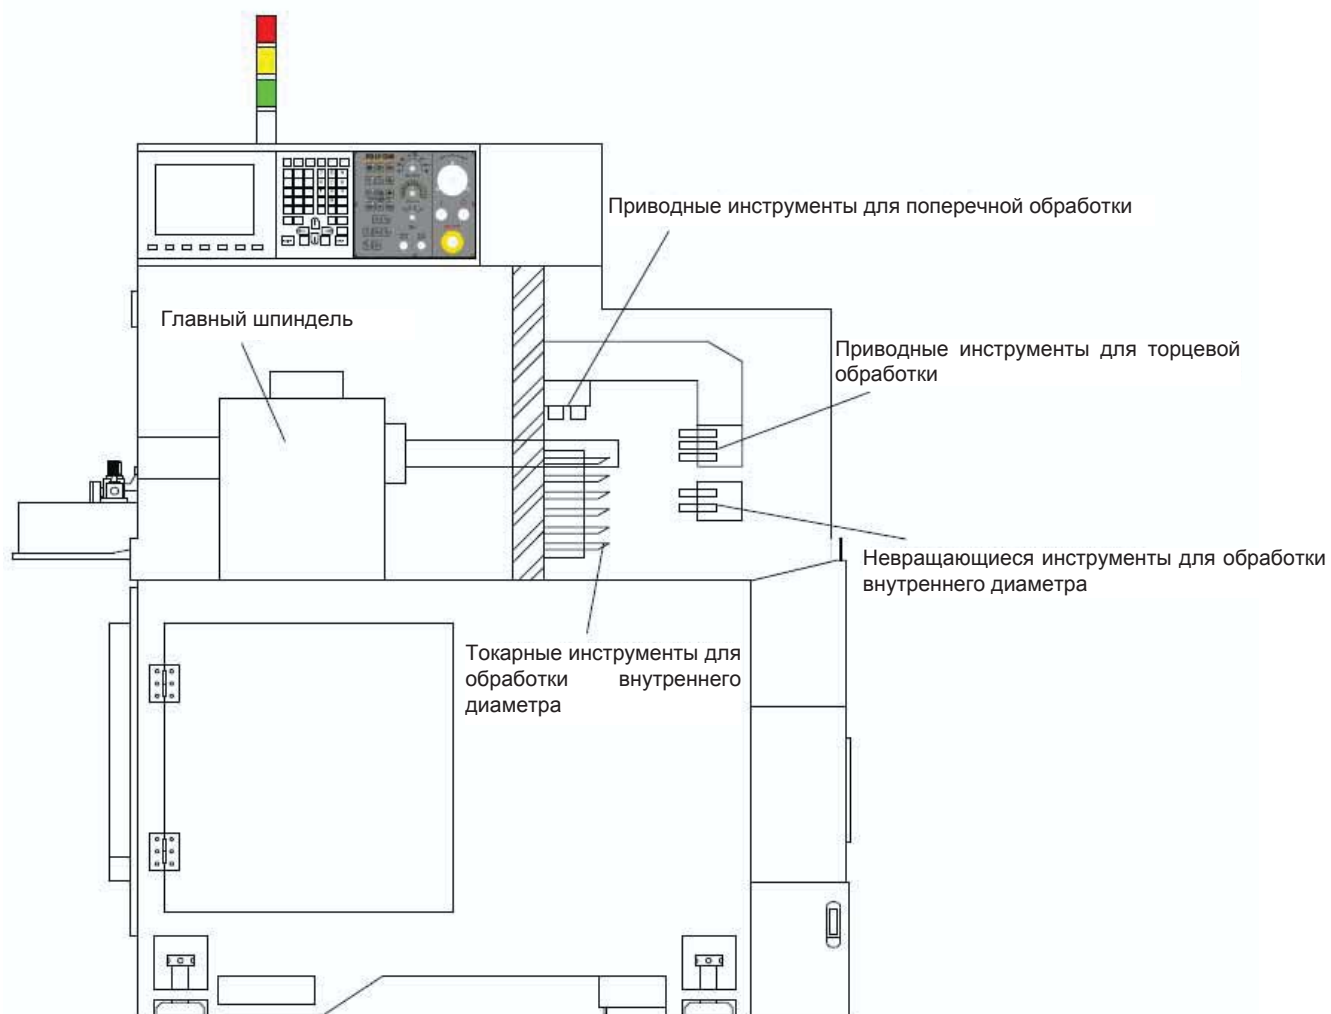 Приводные инструменты для поперечной обработки
Главный шпиндель
Приводные инструменты для торцевой
обработки
Невращающиеся инструменты для обработки
внутреннего диаметра
Токарные инструменты для
обработки внутреннего
диаметра